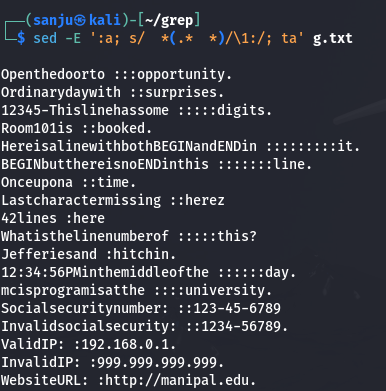 ┌──(sanju㉿kali)-[~/grep]
└─$ sed -E ':a; s/  *(.*  *)/\1:/; ta' g.txt
Openthedoorto :::opportunity.
Ordinarydaywith ::surprises.
12345-Thislinehassome :::::digits.
Room101is ::booked.
HereisalinewithbothBEGINandENDin :::::::::it.
BEGINbutthereisnoENDinthis :::::::line.
Onceupona ::time.
Lastcharactermissing ::herez
42lines :here
Whatisthelinenumberof :::::this?
Jefferiesand :hitchin.
12:34:56PMinthemiddleofthe ::::::day.
mcisprogramisatthe ::::university.
Socialsecuritynumber: ::123-45-6789
Invalidsocialsecurity: ::1234-56789.
ValidIP: :192.168.0.1.
InvalidIP: :999.999.999.999.
WebsiteURL: :http://manipal.edu.